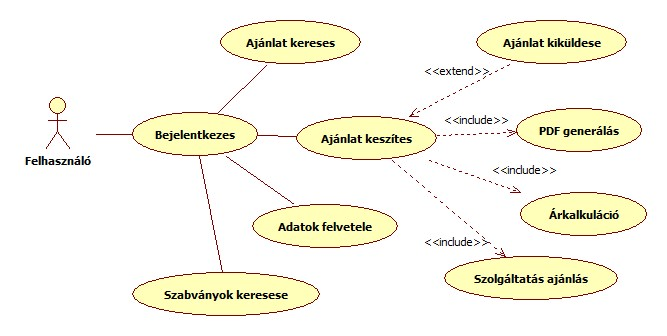 Ajánlat kereses
Ajánlat kiküldese
<<extend>>
Felhasználó
Bejelentkezes
Ajánlat keszítes
<<include>>
PDF generálás
<<include>>
Árkalkuláció
Adatok felvetele
<<include>>
Szolgáltatás ajánlás
Szabványok keresese